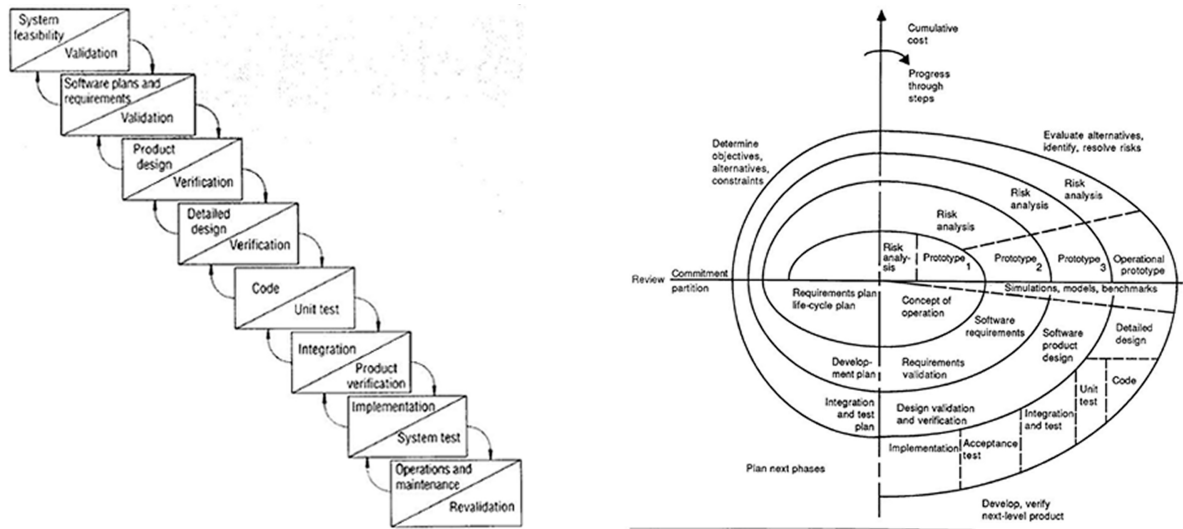 System
feasibility
Validation
Software plans and
requirements
Validation
Product
design
Verification
Detailed
design
Verification
Code
Unit test
Integration
Product
verification
Implementation
System test
Operations and
maintenance
Revalidation
Cumulative
cost
Progress
through
steps
Determine
objectives,
alternatives,
constraints
Evaluate alternatives,
identify, resolve risks
Risk
analysis
Risk
analysis
Risk
analysis
Risk
analy-
sis
Prototype 1
Prototype 2
Prototype 3
Operational
prototype
Review
Commitment
partition
Simulations, models, benchmarks
Requirements plan
life-cycle plan
Concept of
operation
Software
requirements
Software
product
design
Detailed
design
Develop-
ment plan
Requirements
validation
Code
Unit
test
Integration
and test
plan
Design validation
and verification
Integration
and test
Acceptance
test
Implementation
Plan next phases
Develop, verify
next-level product